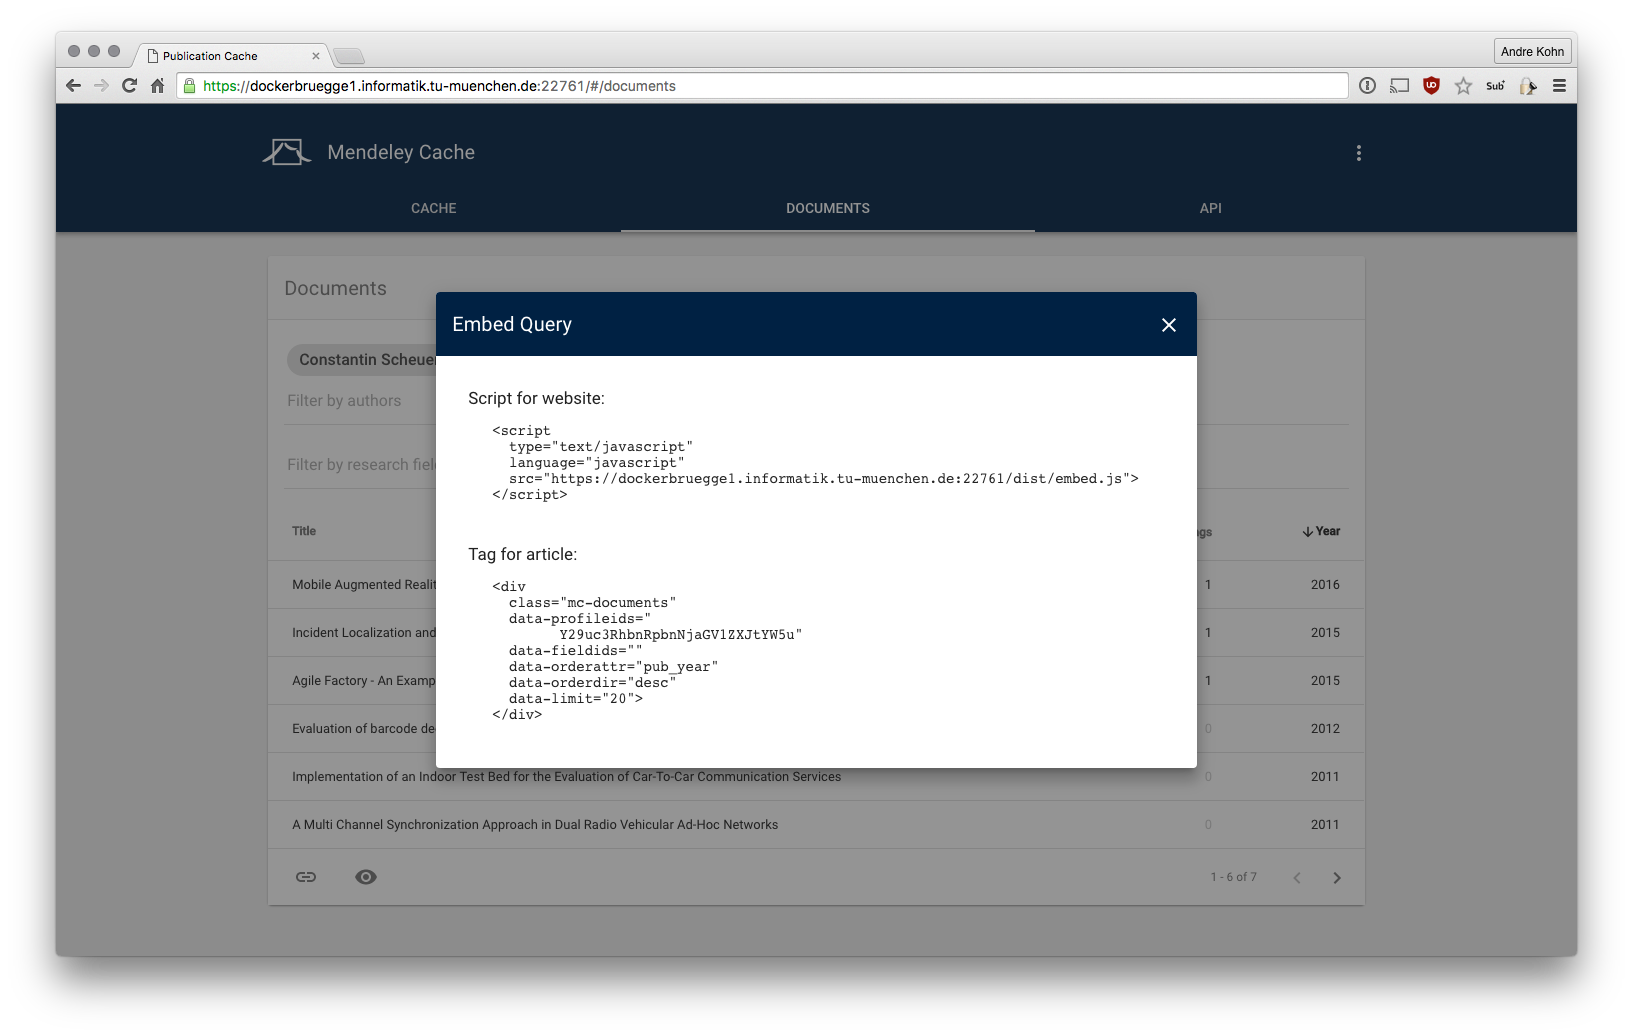 Publication Cache
Andre Kohn
https://dockerbruegge1.informatik.tu-muenchen.de:22761/#/documents
Sub
Mendeley Cache
CACHE DOCUMENTS API
Documents
Embed Query
Constantin Scheue
Script for website:
Filter by authors
<script
type="text/javascript"
language="javascript"
Filter by research fiel
src="https://dockerbruegge1.informatik.tu-muenchen.de:22761/dist/embed.js">
</script>
Title gs Year
Tag for article:
<div
Mobile Augmented Realit 1 2016
class="mc-documents"
data-profileids="
Incident Localization and 1 2015
Y29uc3RhbnRpbnNjaGV1ZXJtYW5u"
data-fieldids=""
data-orderattr="pub_year"
Agile Factory - An Examp 1 2015
data-orderdir="desc"
data-limit="20">
</div>
Evaluation of barcode de 0 2012
Implementation of an Indoor Test Bed for the Evaluation of Car-To-Car Communication Services 0 2011
A Multi Channel Synchronization Approach in Dual Radio Vehicular Ad-Hoc Networks 0 2011
1 - 6 of 7